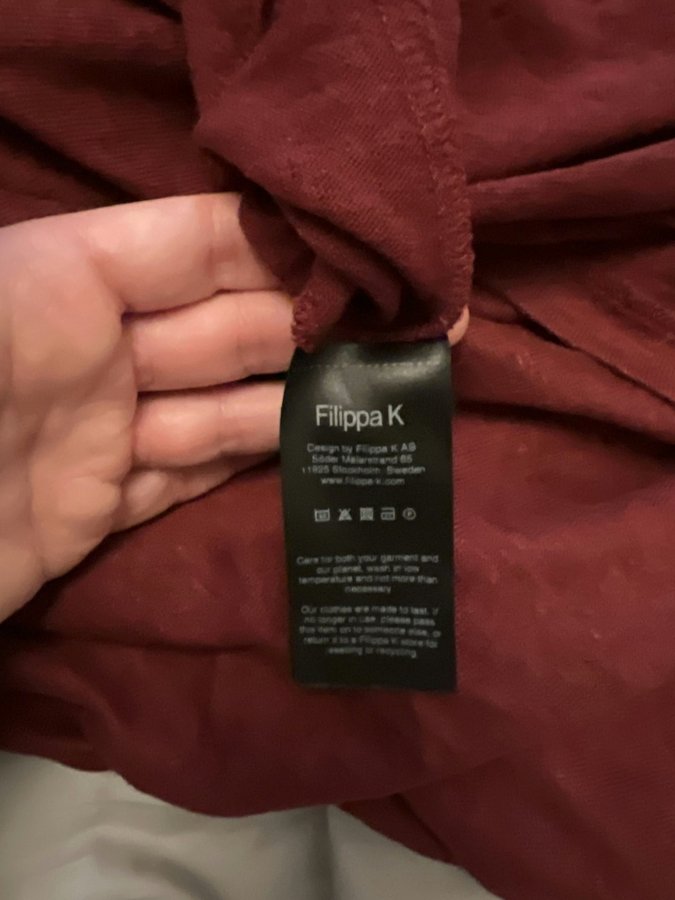 Filippa K
Design by Filippa K AB
Söder Mälarstrand 65
11825 Stockholm, Sweden
www.filippa-k.com
Care for both your garment and
our planet, wash in low
temperature and not more than
necessary
Our clothes are made to last. If
no longer in use, please pass
this item on to someone else, or
return it to a Filippa K store for
reselling or recycling